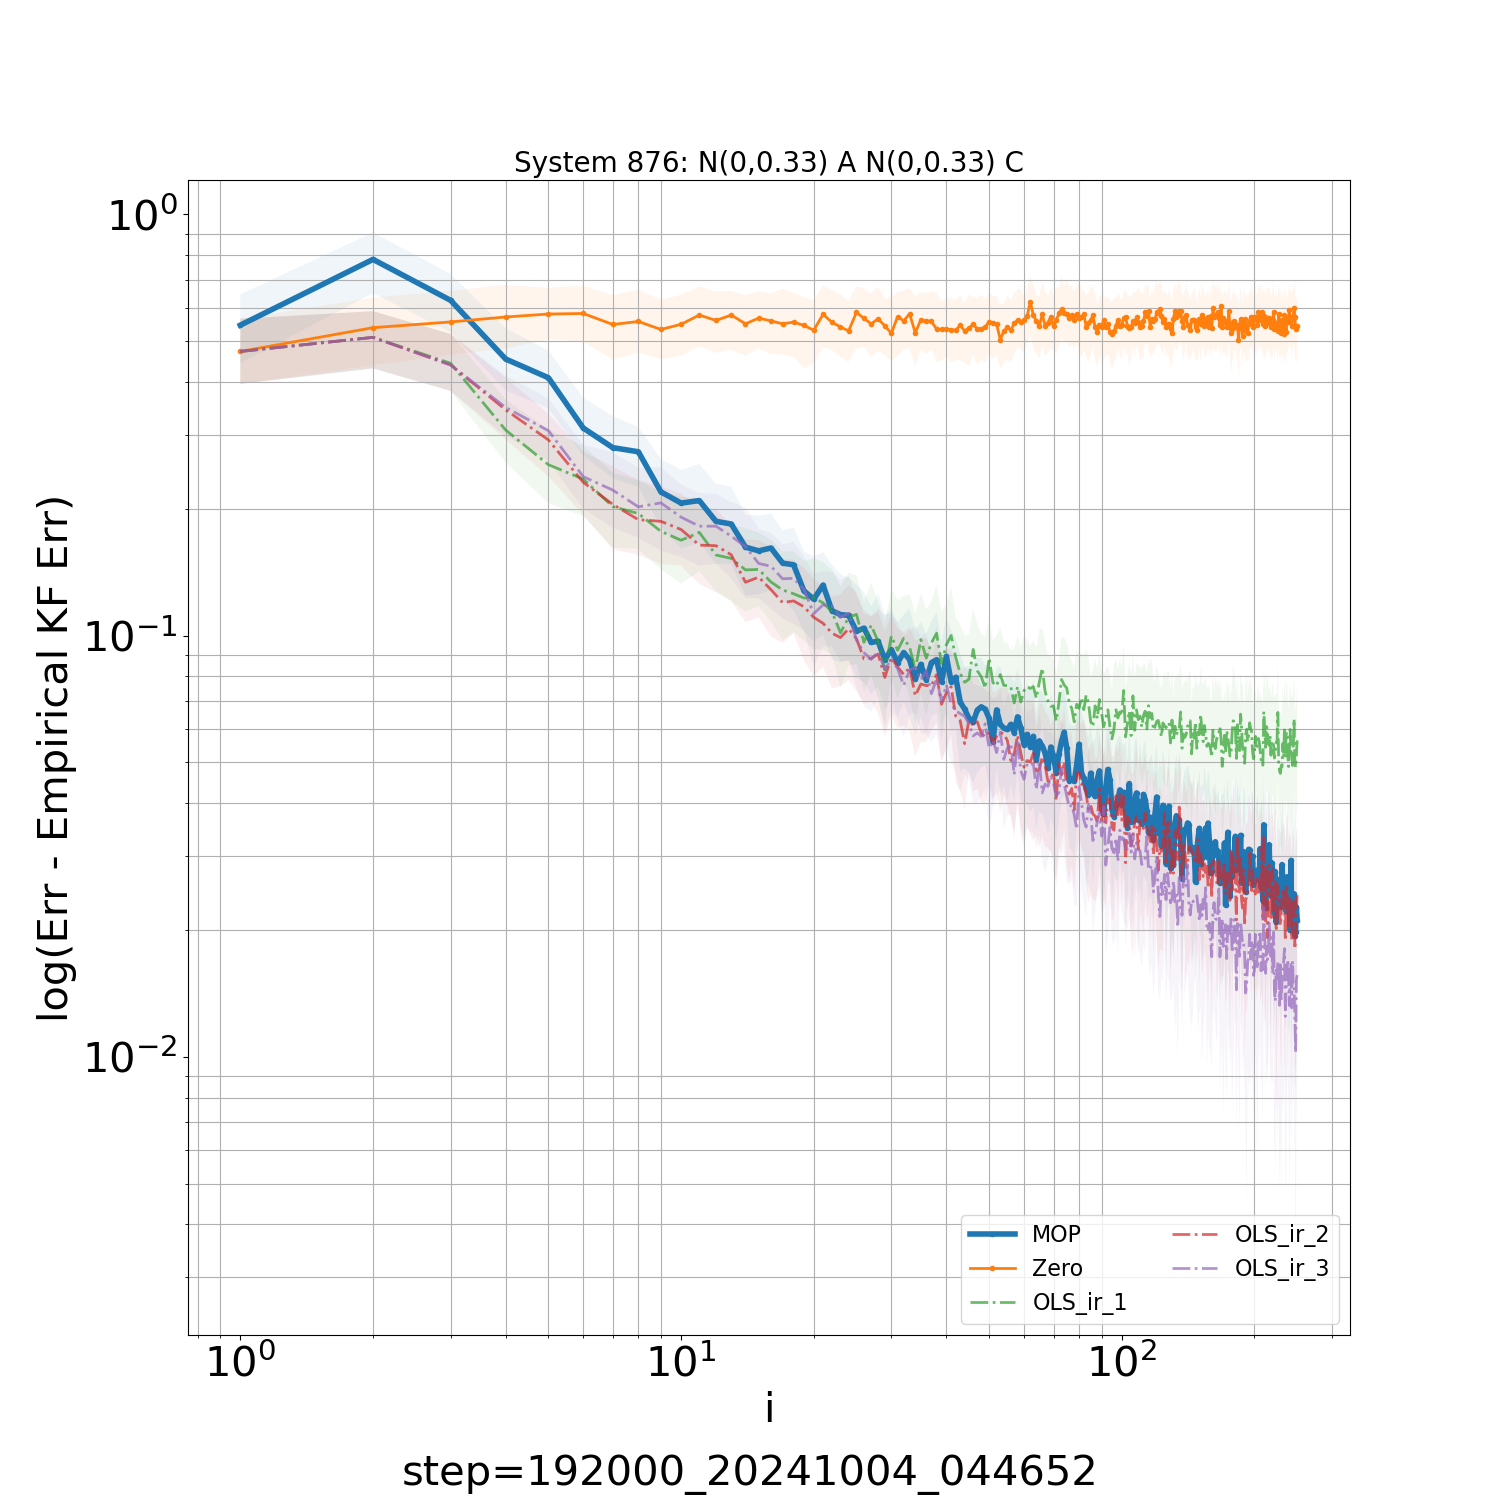 System 876: N(0,0.33) A N(0,0.33) C
log(Err - Empirical KF Err)
10⁰
10⁻¹
10⁻²
MOP
Zero
OLS_ir_1
OLS_ir_2
OLS_ir_3
10⁰ 10¹ 10²
i
step=192000_20241004_044652